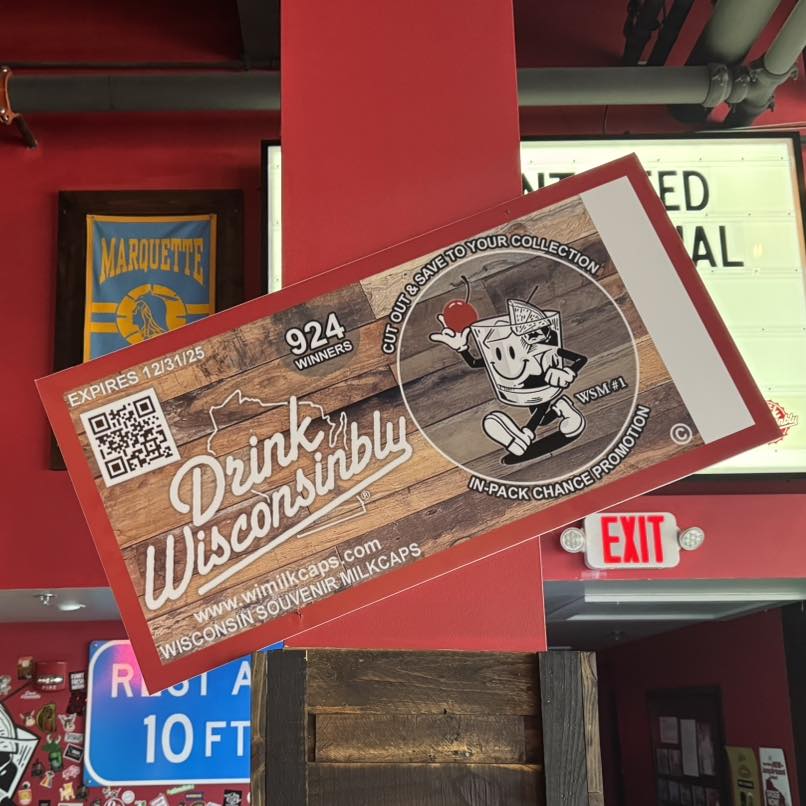 MARQUETTE
EXPIRES 12/31/25
924
WINNERS
Drink
Wisconsinbly
®
www.wimilkcaps.com
WISCONSIN SOUVENIR MILKCAPS
CUT OUT & SAVE TO YOUR COLLECTION
WSM #1
IN-PACK CHANCE PROMOTION
©
EXIT
10 FT